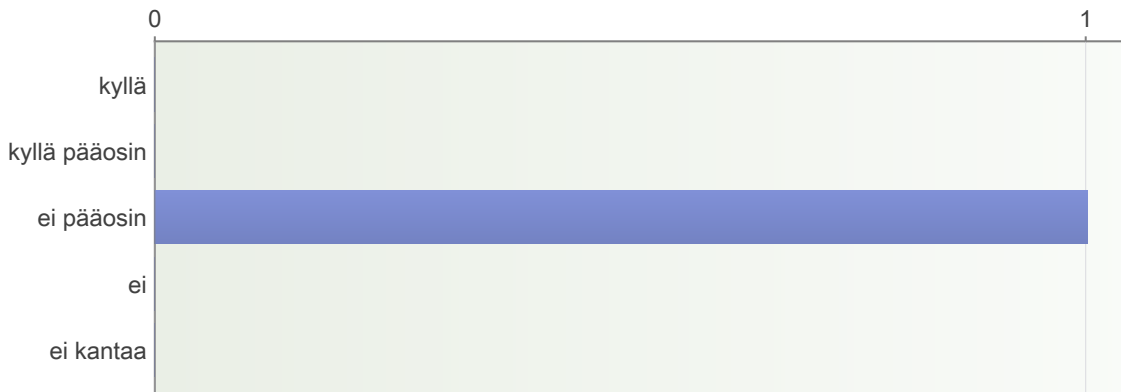 0 1
kyllä
kyllä pääosin
ei pääosin
ei
ei kantaa